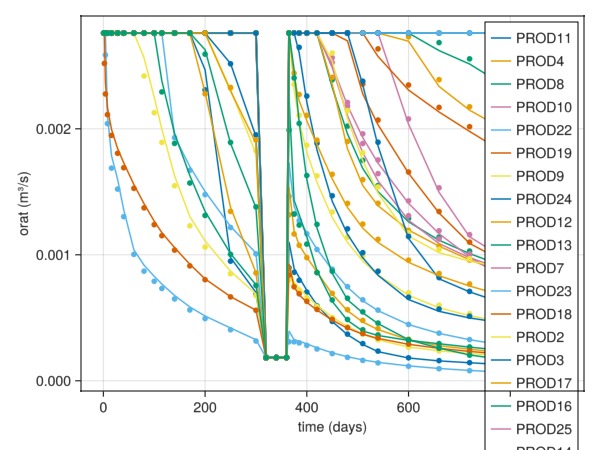 0.002
0.001
0.000
orat (m³/s)
0
200
400
600
time (days)
PROD11
PROD4
PROD8
PROD10
PROD22
PROD19
PROD9
PROD24
PROD12
PROD13
PROD7
PROD23
PROD18
PROD2
PROD3
PROD17
PROD16
PROD25